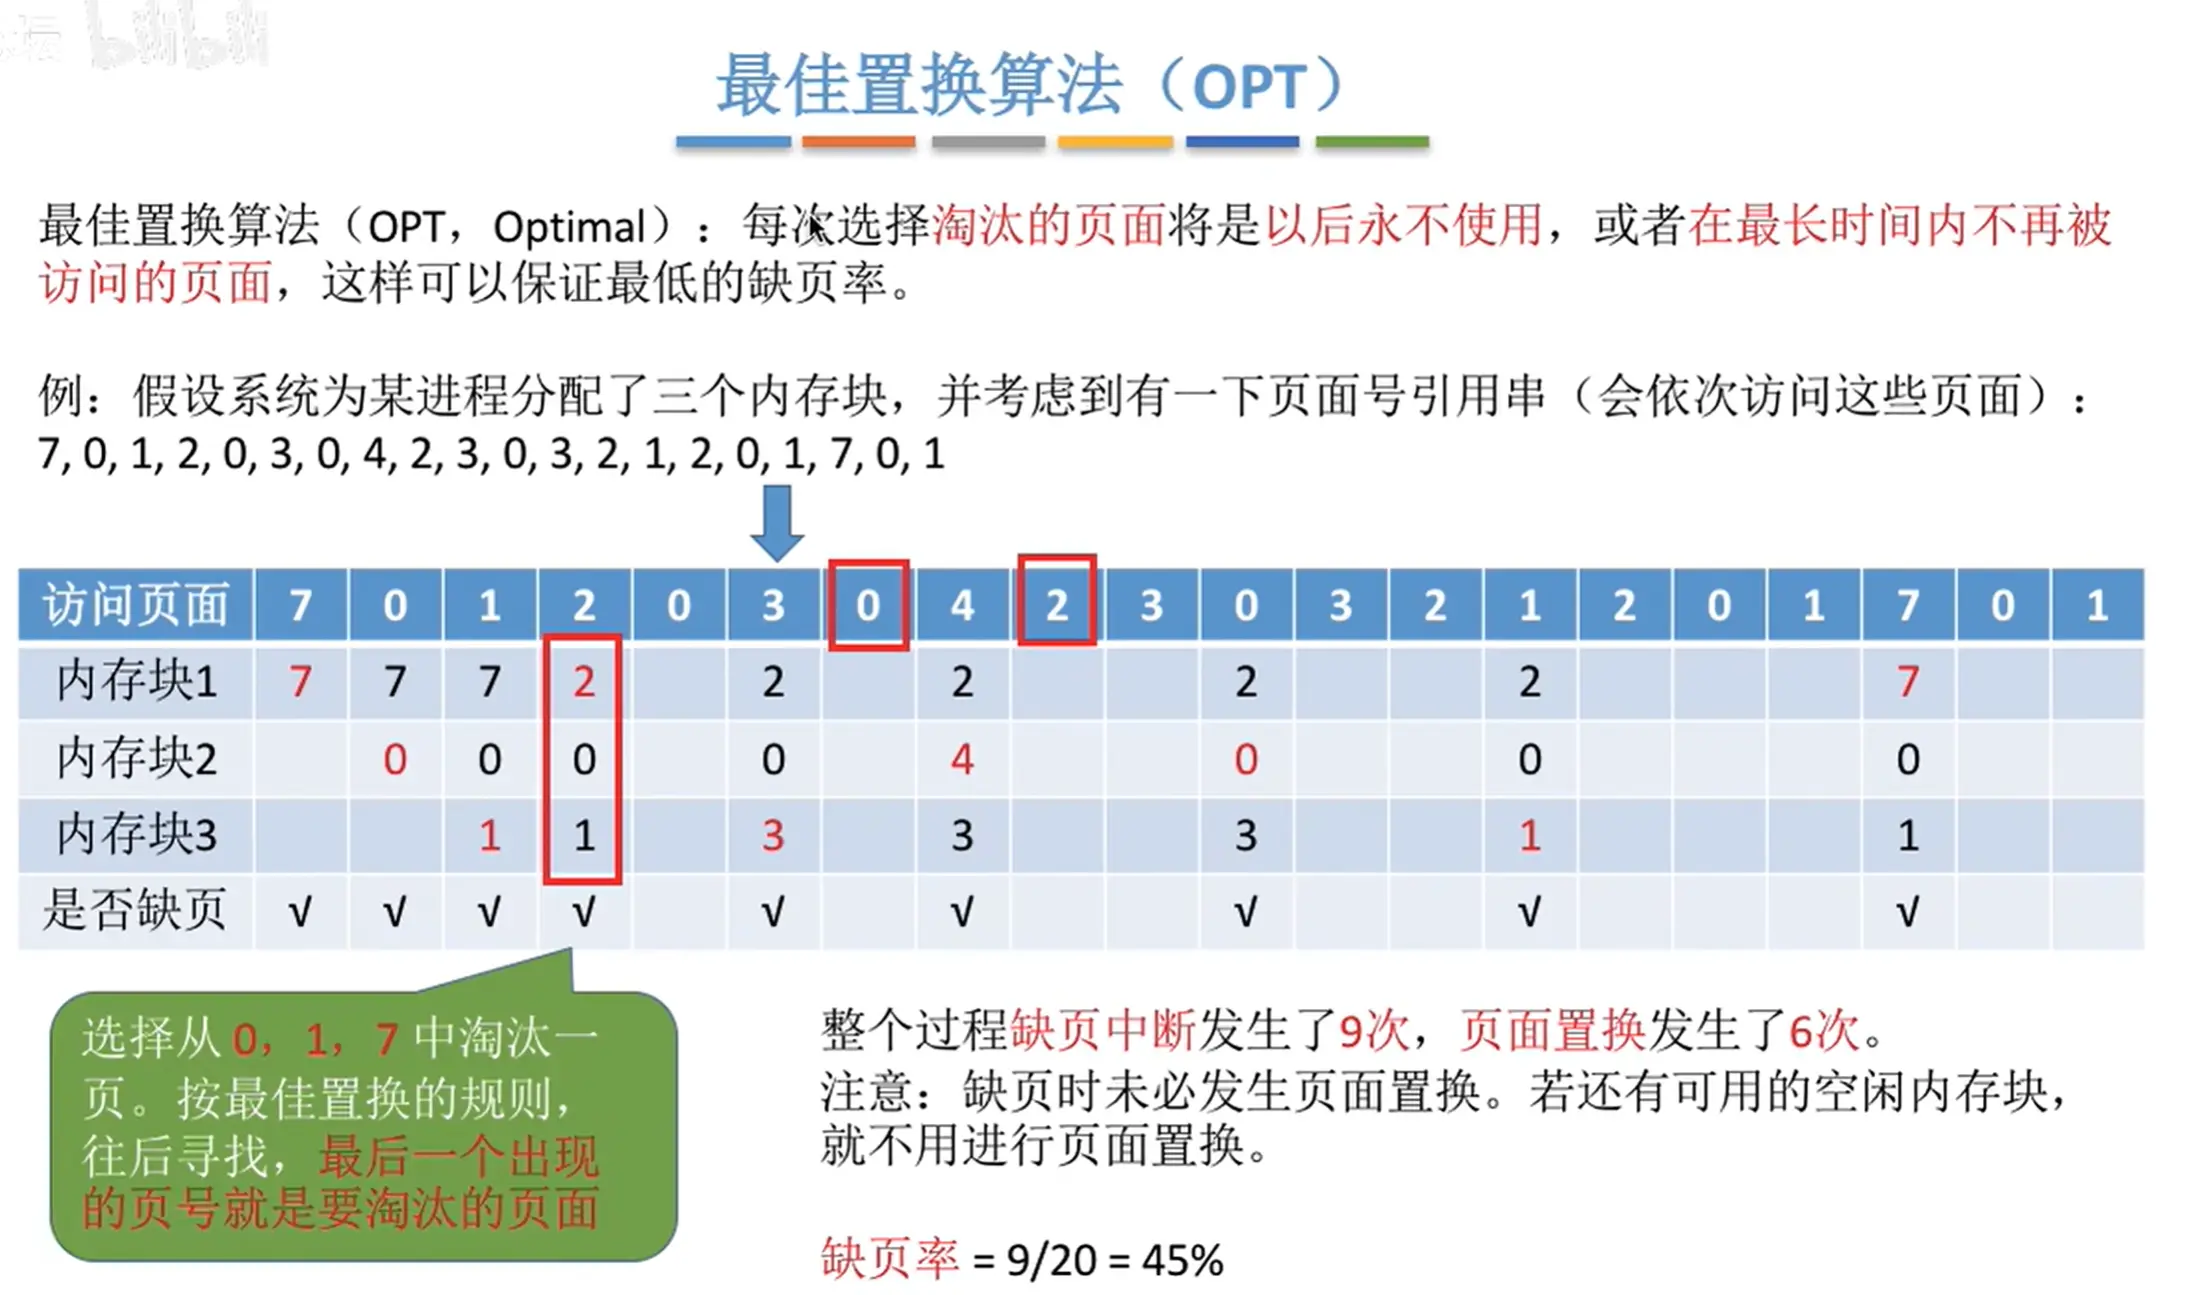 坛 bilibili
最佳置换算法（OPT）
最佳置换算法（OPT，Optimal）：每次选择淘汰的页面将是以后永不使用，或者在最长时间内不再被
访问的页面，这样可以保证最低的缺页率。
例：假设系统为某进程分配了三个内存块，并考虑到有一下页面号引用串（会依次访问这些页面）：
7, 0, 1, 2, 0, 3, 0, 4, 2, 3, 0, 3, 2, 1, 2, 0, 1, 7, 0, 1
访问页面 7 0 1 2 0 3 0 4 2 3 0 3 2 1 2 0 1 7 0 1
内存块1 7 7 7 2 2 2 2 2 7
内存块2 0 0 0 0 4 0 0 0
内存块3 1 1 3 3 3 1 1
是否缺页 √ √ √ √ √ √ √ √ √
选择从 0，1，7 中淘汰一
页。按最佳置换的规则，
往后寻找，最后一个出现
的页号就是要淘汰的页面
整个过程缺页中断发生了9次，页面置换发生了6次。
注意：缺页时未必发生页面置换。若还有可用的空闲内存块，
就不用进行页面置换。
缺页率 = 9/20 = 45%